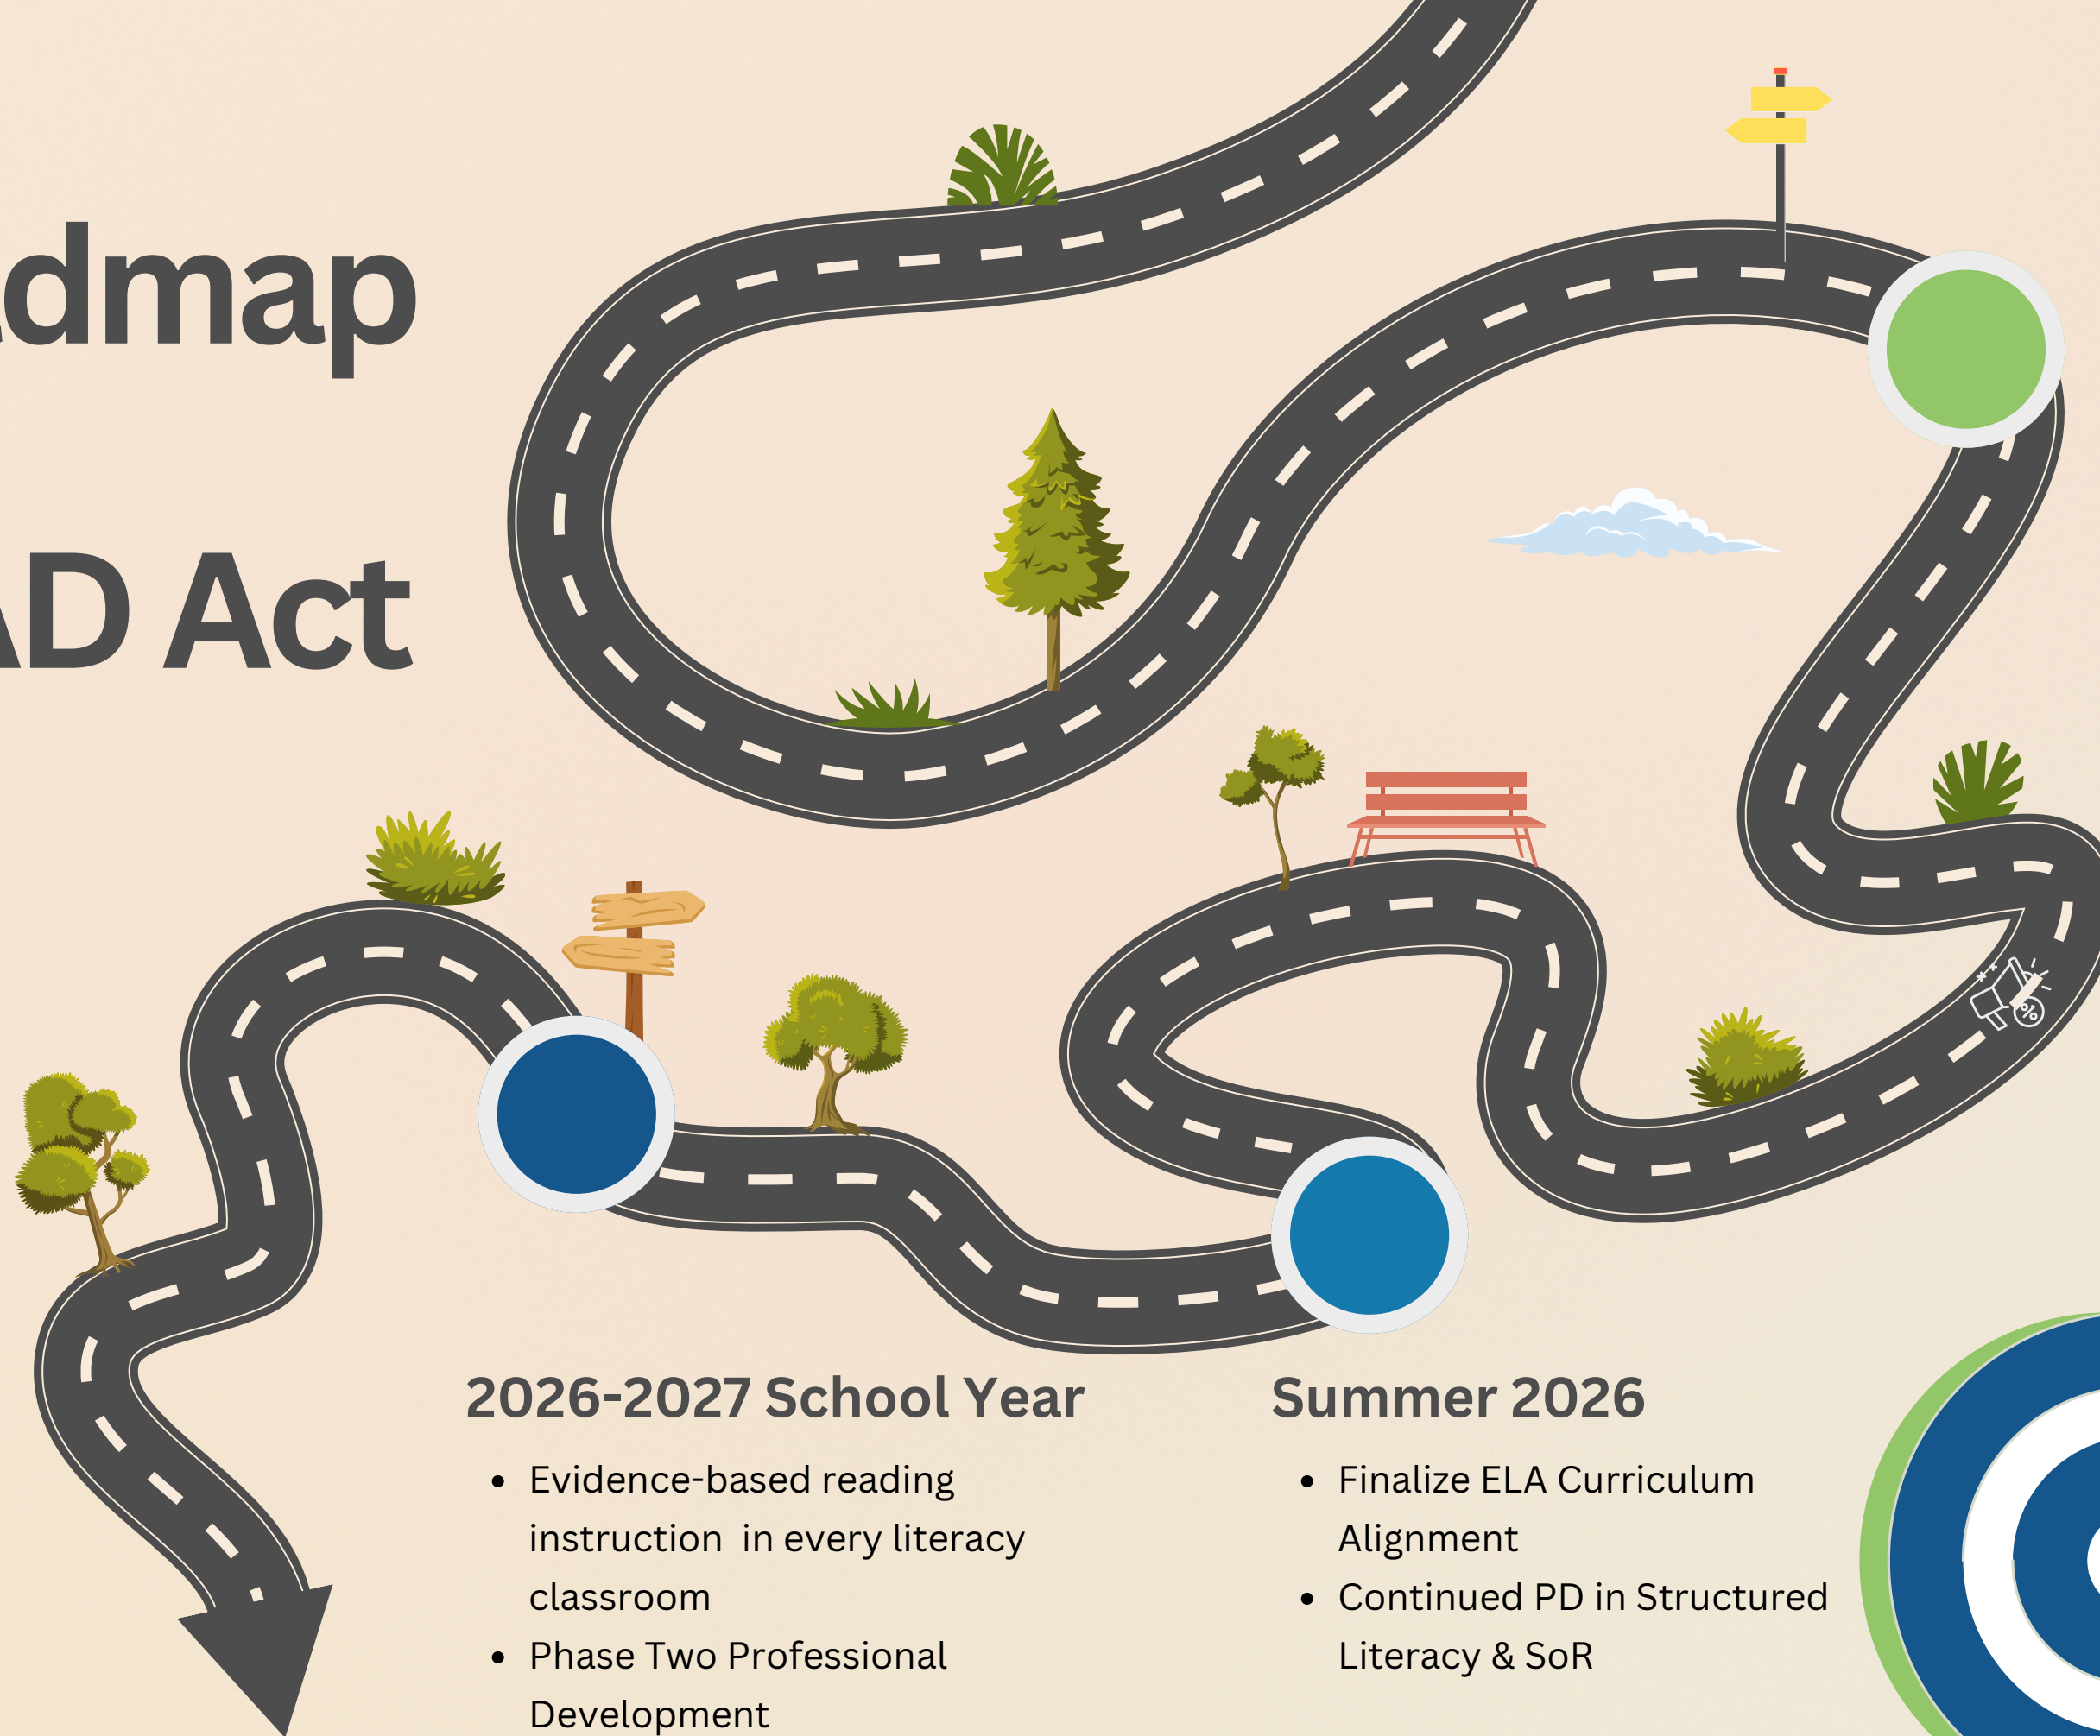 dmap
AD Act
%
2026-2027 School Year
Evidence-based reading
instruction in every literacy
classroom
Phase Two Professional
Development
Summer 2026
Finalize ELA Curriculum
Alignment
Continued PD in Structured
Literacy & SoR